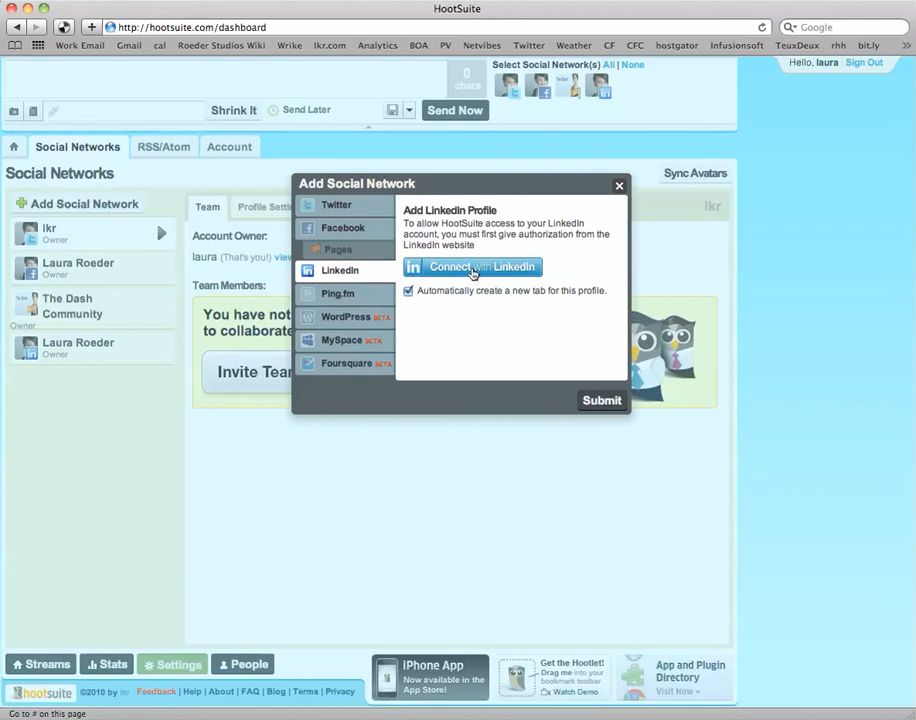 HootSuite
http://hootsuite.com/dashboard
Google
Work Email Gmail cal Roeder Studios Wiki Wrike lkr.com Analytics BOA PV Netvibes Twitter Weather CF CFC hostgator Infusionsoft TeuxDeux rhh bit.ly »
Hello, laura Sign Out
0
chars
Select Social Network(s) All | None
Shrink It
Send Later
Send Now
Social Networks
RSS/Atom
Account
Social Networks
Sync Avatars
Add Social Network
lkr
Owner
Laura Roeder
Owner
The Dash
Community
Owner
Laura Roeder
Owner
Team
Profile Setti
lkr
Account Owner:
laura (That's you!) view
Team Members:
You have not
to collaborate
Invite Tea
Add Social Network
Twitter
Facebook
Pages
LinkedIn
Ping.fm
WordPress BETA
MySpace BETA
Foursquare BETA
Add LinkedIn Profile
To allow HootSuite access to your LinkedIn
account, you must first give authorization from the
LinkedIn website
in Connect with LinkedIn
Automatically create a new tab for this profile.
Submit
Streams
Stats
Settings
People
iPhone App
Now available in the
App Store!
Get the Hootlet!
Drag me into your
bookmark toolbar
Watch Demo
App and Plugin
Directory
Visit Now »
hootsuite
©2010 by
Feedback | Help | About | FAQ | Blog | Terms | Privacy
Go to # on this page